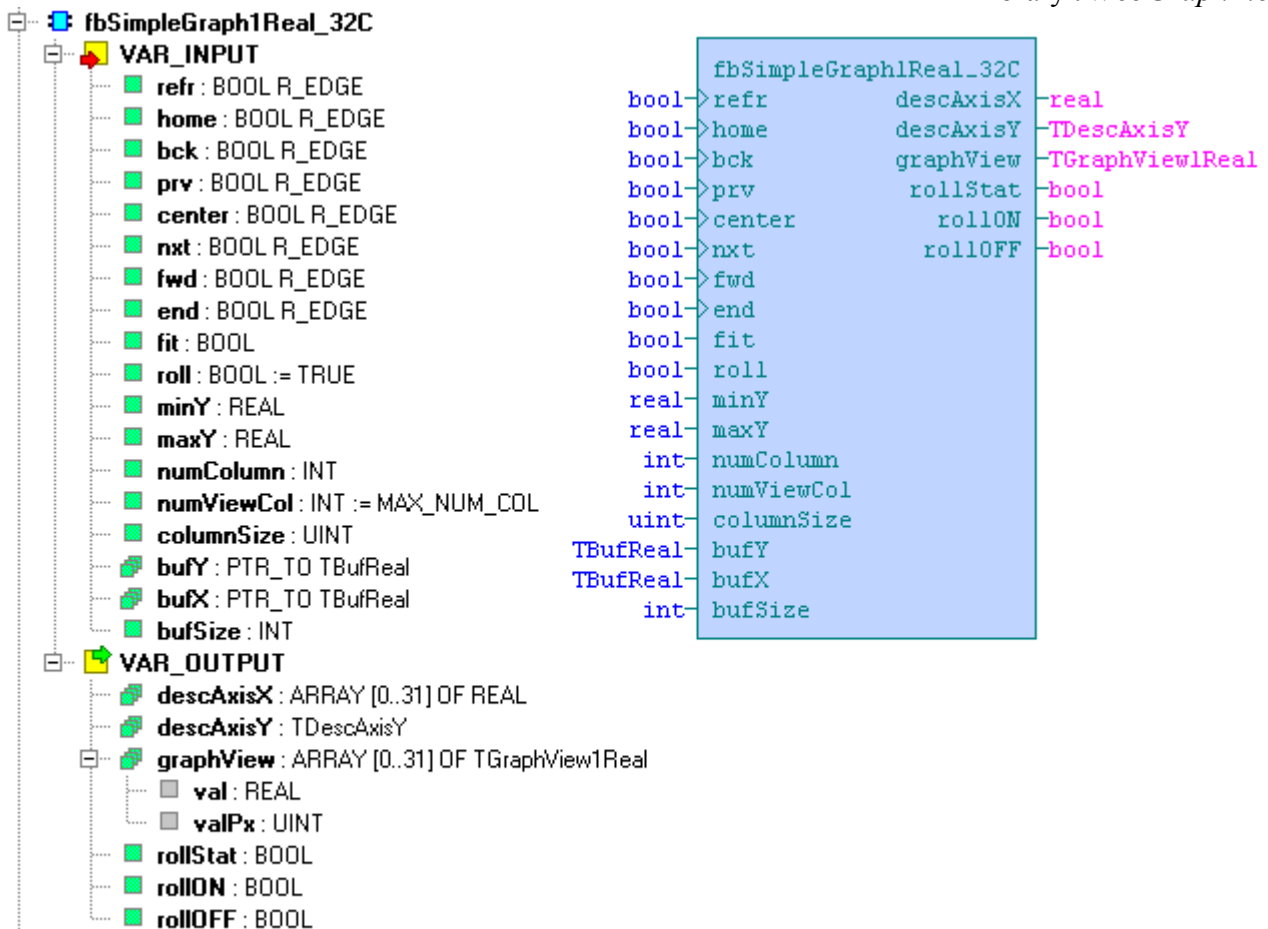 fbSimpleGraph1Real_32C
VAR_INPUT
refr : BOOL R_EDGE
home : BOOL R_EDGE
bck : BOOL R_EDGE
prv : BOOL R_EDGE
center : BOOL R_EDGE
nxt : BOOL R_EDGE
fwd : BOOL R_EDGE
end : BOOL R_EDGE
fit : BOOL
roll : BOOL := TRUE
minY : REAL
maxY : REAL
numColumn : INT
numViewCol : INT := MAX_NUM_COL
columnSize : UINT
bufY : PTR_TO TBufReal
bufX : PTR_TO TBufReal
bufSize : INT
VAR_OUTPUT
descAxisX : ARRAY [0..31] OF REAL
descAxisY : TDescAxisY
graphView : ARRAY [0..31] OF TGraphView1Real
val : REAL
valPx : UINT
rollStat : BOOL
rollON : BOOL
rollOFF : BOOL
fbSimpleGraph1Real_32C
bool refr descAxisX real
bool home descAxisY TDescAxisY
bool bck graphView TGraphView1Real
bool prv rollStat bool
bool center rollON bool
bool nxt rollOFF bool
bool fwd
bool end
bool fit
bool roll
real minY
real maxY
int numColumn
int numViewCol
uint columnSize
TBufReal bufY
TBufReal bufX
int bufSize